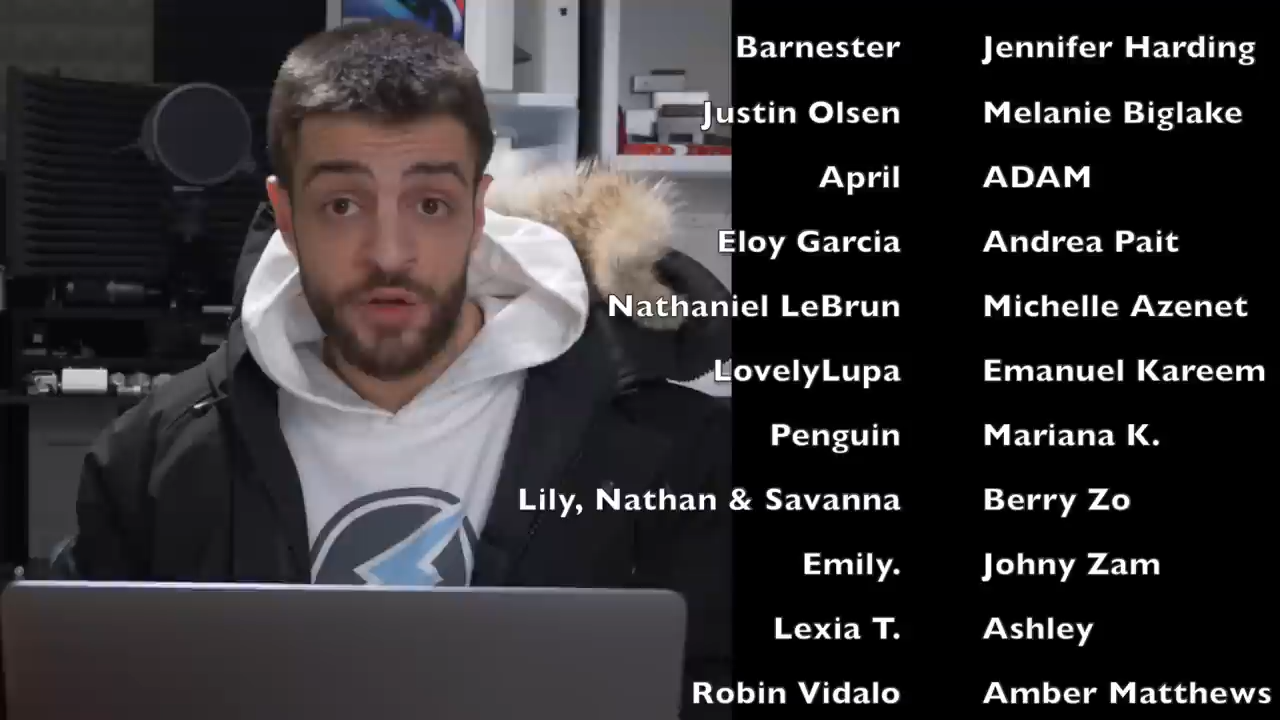 Barnester Jennifer Harding
Justin Olsen Melanie Biglake
April ADAM
Eloy Garcia Andrea Pait
Nathaniel LeBrun Michelle Azenet
LovelyLupa Emanuel Kareem
Penguin Mariana K.
Lily, Nathan & Savanna Berry Zo
Emily. Johny Zam
Lexia T. Ashley
Robin Vidalo Amber Matthews